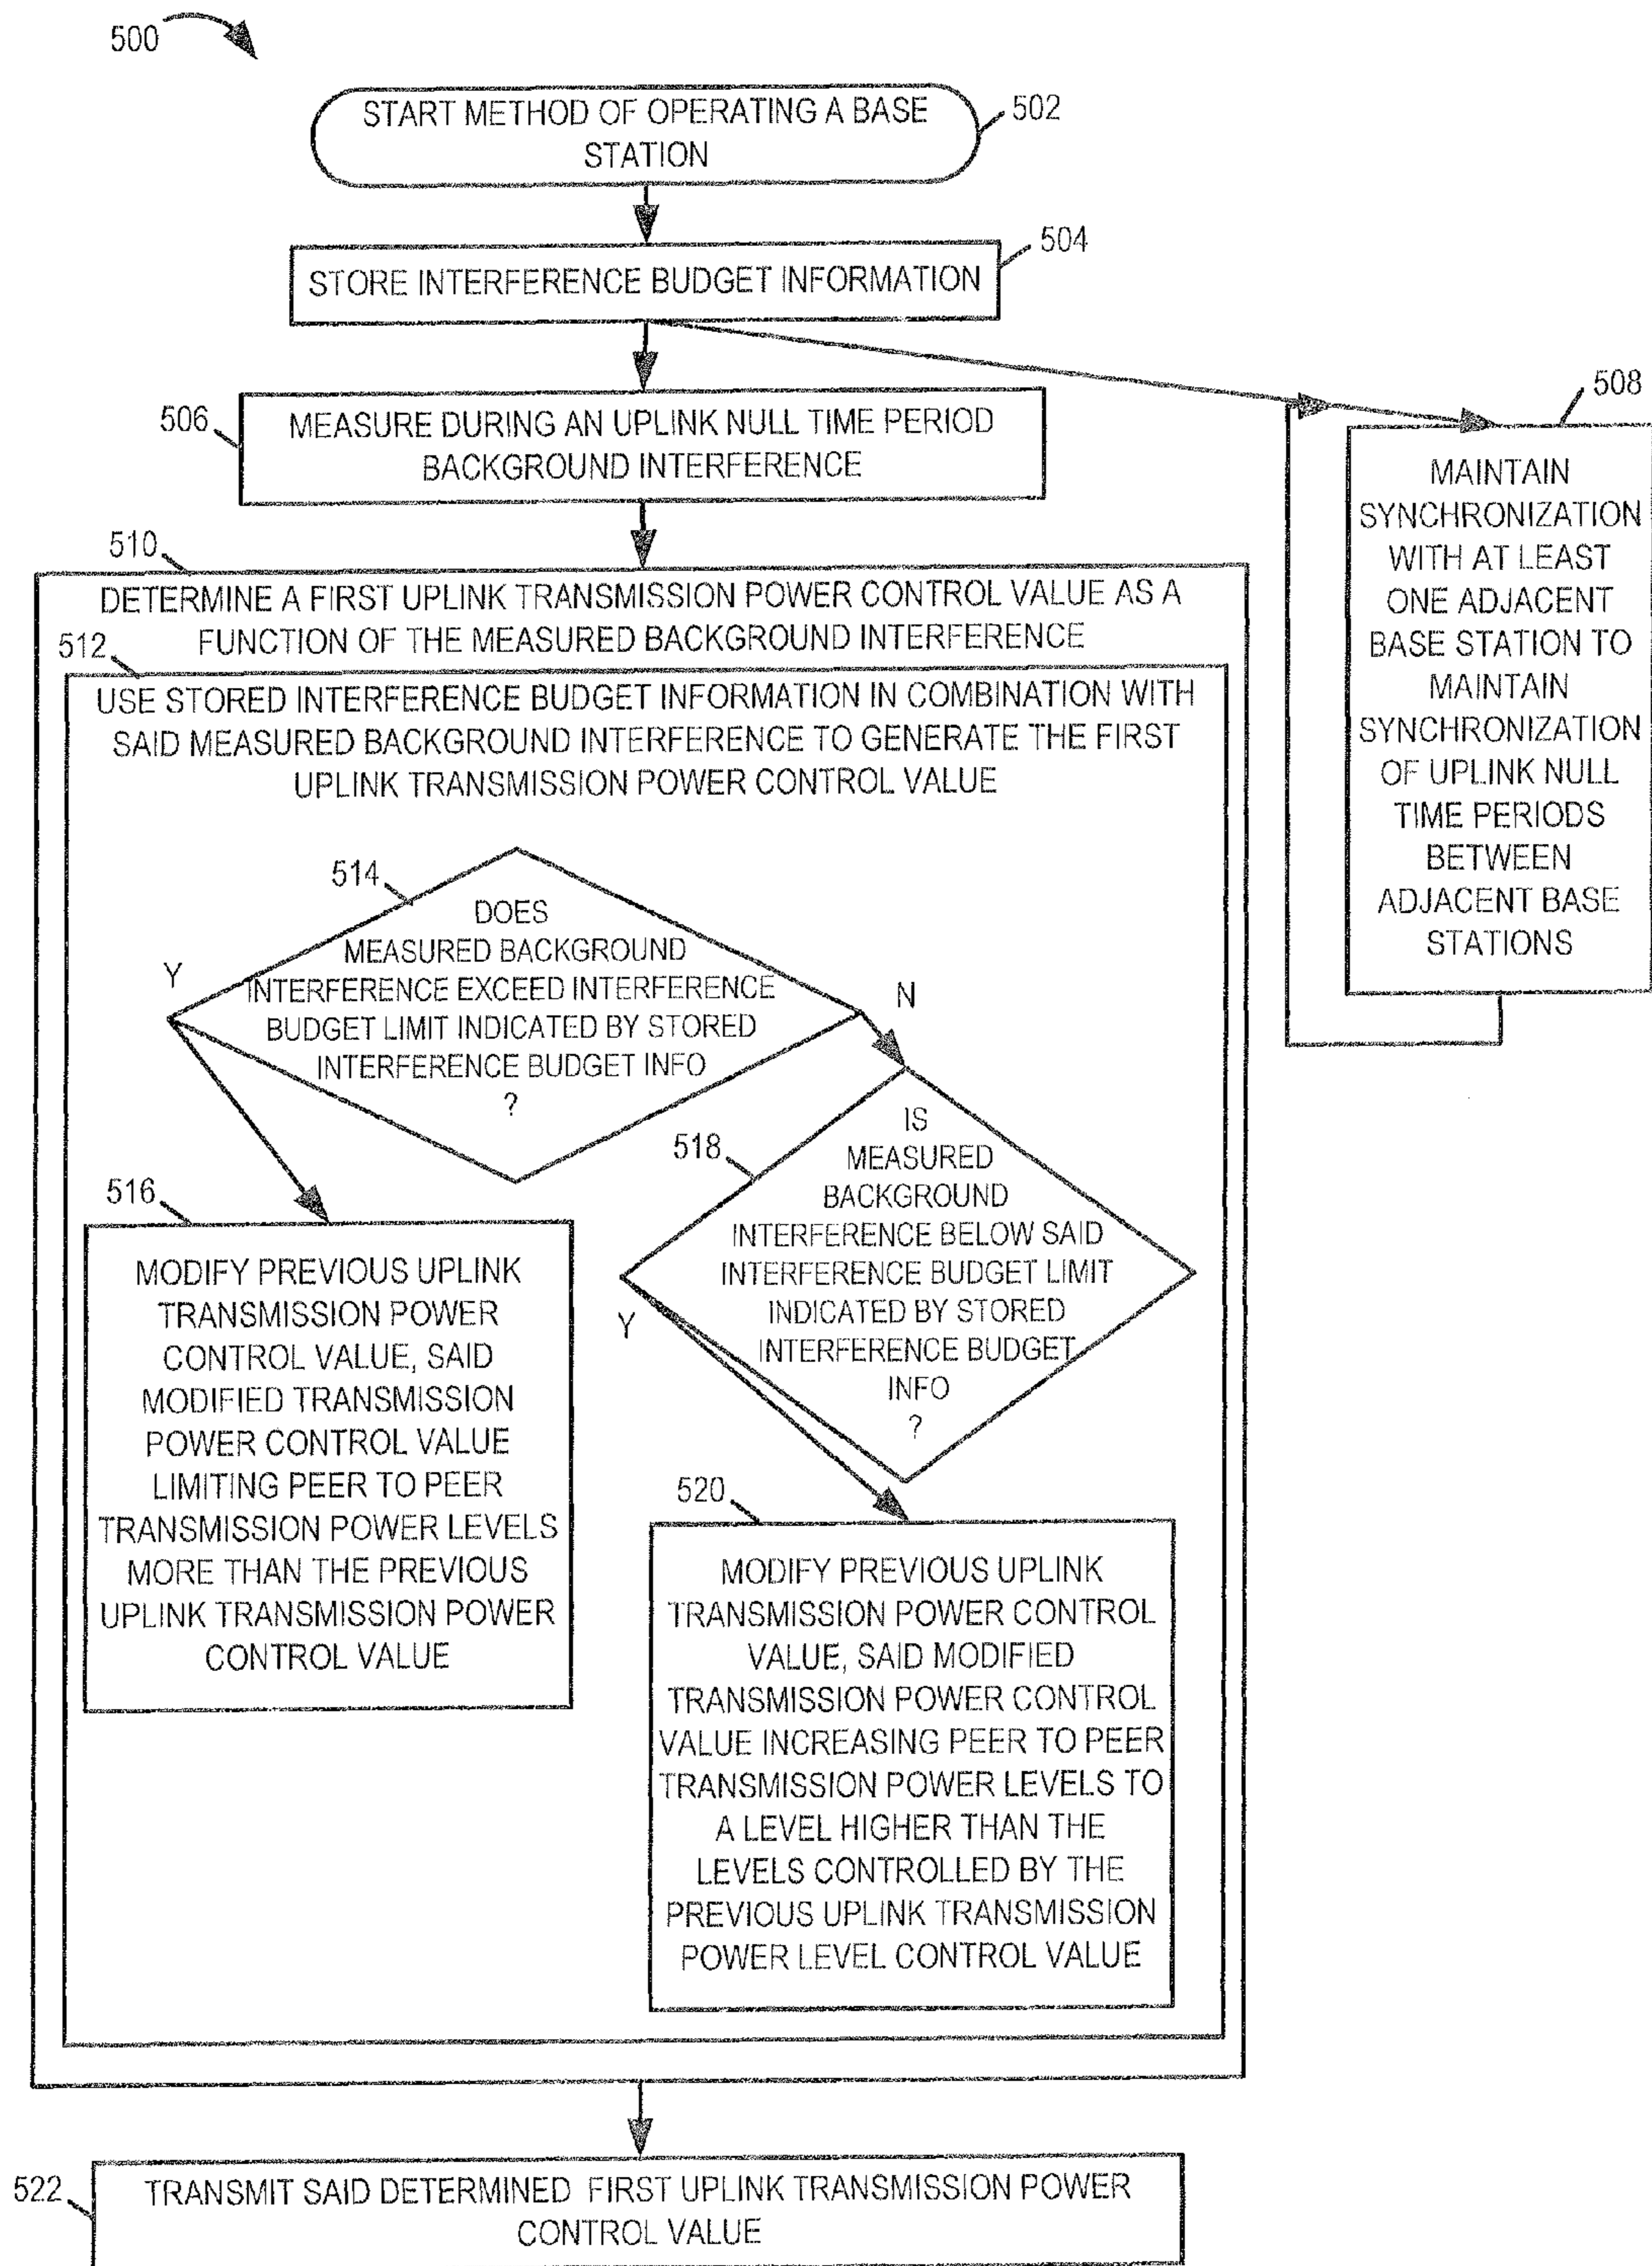 500
START METHOD OF OPERATING A BASE
STATION
502
STORE INTERFERENCE BUDGET INFORMATION
504
506
MEASURE DURING AN UPLINK NULL TIME PERIOD
BACKGROUND INTERFERENCE
508
MAINTAIN
SYNCHRONIZATION
WITH AT LEAST
ONE ADJACENT
BASE STATION TO
MAINTAIN
SYNCHRONIZATION
OF UPLINK NULL
TIME PERIODS
BETWEEN
ADJACENT BASE
STATIONS
510
DETERMINE A FIRST UPLINK TRANSMISSION POWER CONTROL VALUE AS A
FUNCTION OF THE MEASURED BACKGROUND INTERFERENCE
512
USE STORED INTERFERENCE BUDGET INFORMATION IN COMBINATION WITH
SAID MEASURED BACKGROUND INTERFERENCE TO GENERATE THE FIRST
UPLINK TRANSMISSION POWER CONTROL VALUE
514
DOES
MEASURED BACKGROUND
INTERFERENCE EXCEED INTERFERENCE
BUDGET LIMIT INDICATED BY STORED
INTERFERENCE BUDGET INFO
?
Y
N
516
MODIFY PREVIOUS UPLINK
TRANSMISSION POWER
CONTROL VALUE, SAID
MODIFIED TRANSMISSION
POWER CONTROL VALUE
LIMITING PEER TO PEER
TRANSMISSION POWER LEVELS
MORE THAN THE PREVIOUS
UPLINK TRANSMISSION POWER
CONTROL VALUE
518
IS
MEASURED
BACKGROUND
INTERFERENCE BELOW SAID
INTERFERENCE BUDGET LIMIT
INDICATED BY STORED
INTERFERENCE BUDGET
INFO
?
Y
520
MODIFY PREVIOUS UPLINK
TRANSMISSION POWER CONTROL
VALUE, SAID MODIFIED
TRANSMISSION POWER CONTROL
VALUE INCREASING PEER TO PEER
TRANSMISSION POWER LEVELS TO
A LEVEL HIGHER THAN THE
LEVELS CONTROLLED BY THE
PREVIOUS UPLINK TRANSMISSION
POWER LEVEL CONTROL VALUE
522
TRANSMIT SAID DETERMINED FIRST UPLINK TRANSMISSION POWER
CONTROL VALUE